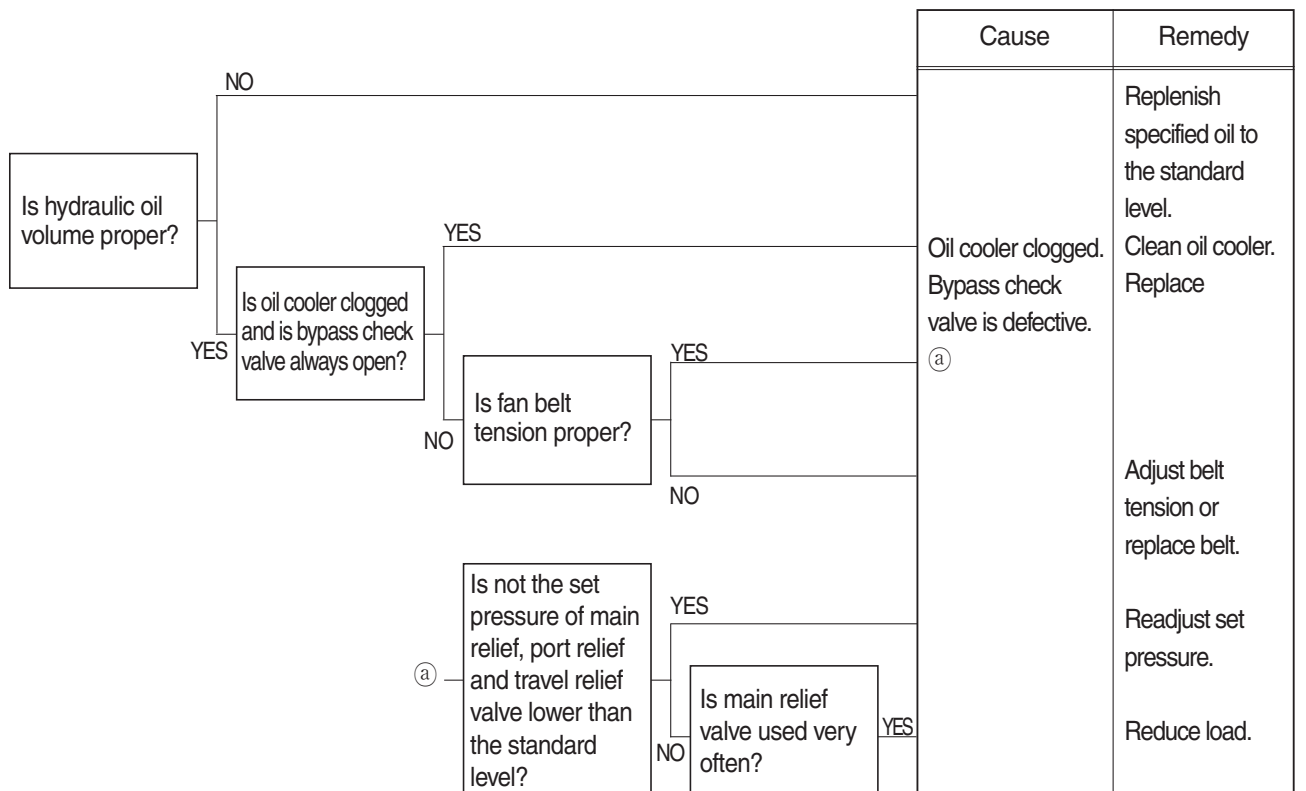 Cause
Remedy
NO
Replenish
specified oil to
the standard
level.
Is hydraulic oil
volume proper?
YES
Oil cooler clogged.
Clean oil cooler.
Bypass check
Replace
valve is defective.
Is oil cooler clogged
and is bypass check
valve always open?
YES
YES
ⓐ
Is fan belt
tension proper?
NO
NO
Adjust belt
tension or
replace belt.
ⓐ
Is not the set
pressure of main
relief, port relief
and travel relief
valve lower than
the standard
level?
YES
Readjust set
pressure.
NO
Is main relief
valve used very
often?
YES
Reduce load.